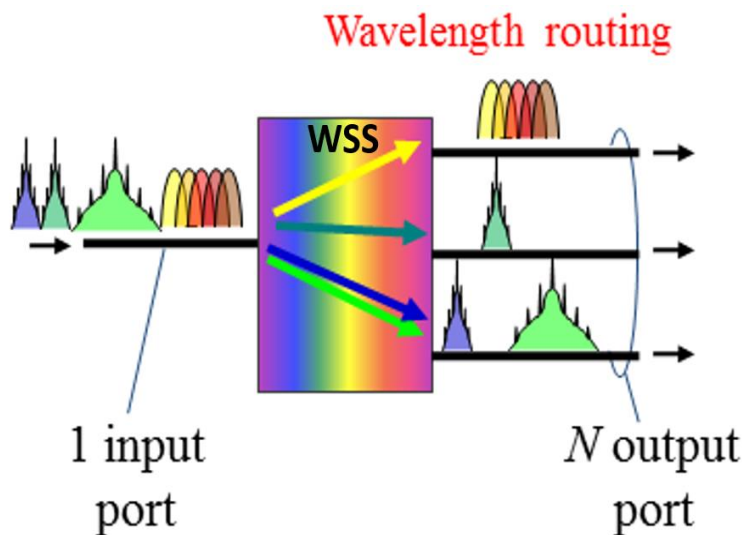 Wavelength routing
WSS
1 input
port
N output
port